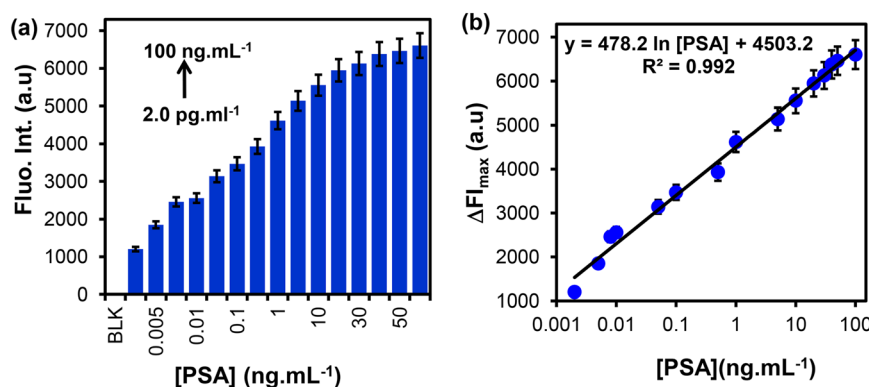 (a)
7000
6000
5000
4000
3000
2000
1000
0
Fluo. Int. (a.u)
100 ng.mL⁻¹
2.0 pg.ml⁻¹
BLK
0.005
0.01
0.1
1
10
30
50
[PSA] (ng.mL⁻¹)
(b)
7000
6000
5000
4000
3000
2000
1000
ΔFI_max (a.u)
y = 478.2 ln [PSA] + 4503.2
R² = 0.992
0.001
0.01
0.1
1
10
100
[PSA](ng.mL⁻¹)